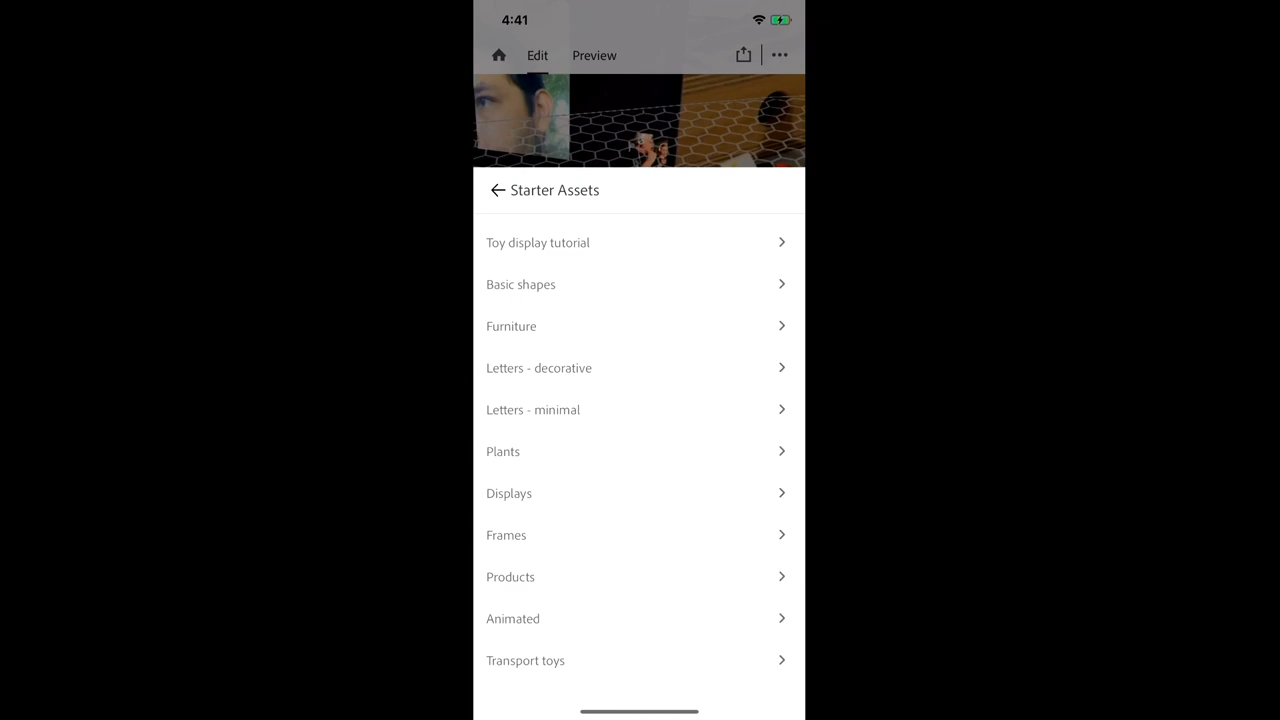 4:41
Edit Preview
Starter Assets
Toy display tutorial
Basic shapes
Furniture
Letters - decorative
Letters - minimal
Plants
Displays
Frames
Products
Animated
Transport toys